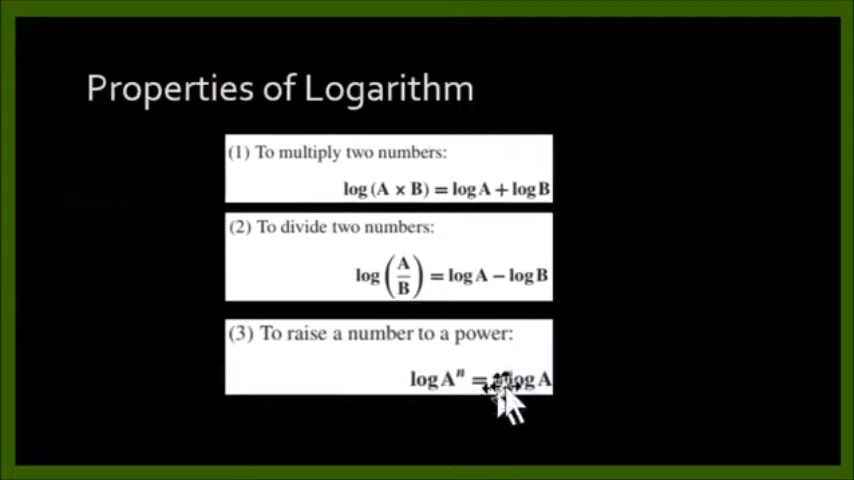 Properties of Logarithm
(1) To multiply two numbers:
log (A × B) = log A + log B
(2) To divide two numbers:
log (A/B) = log A − log B
(3) To raise a number to a power:
log Aⁿ = log A